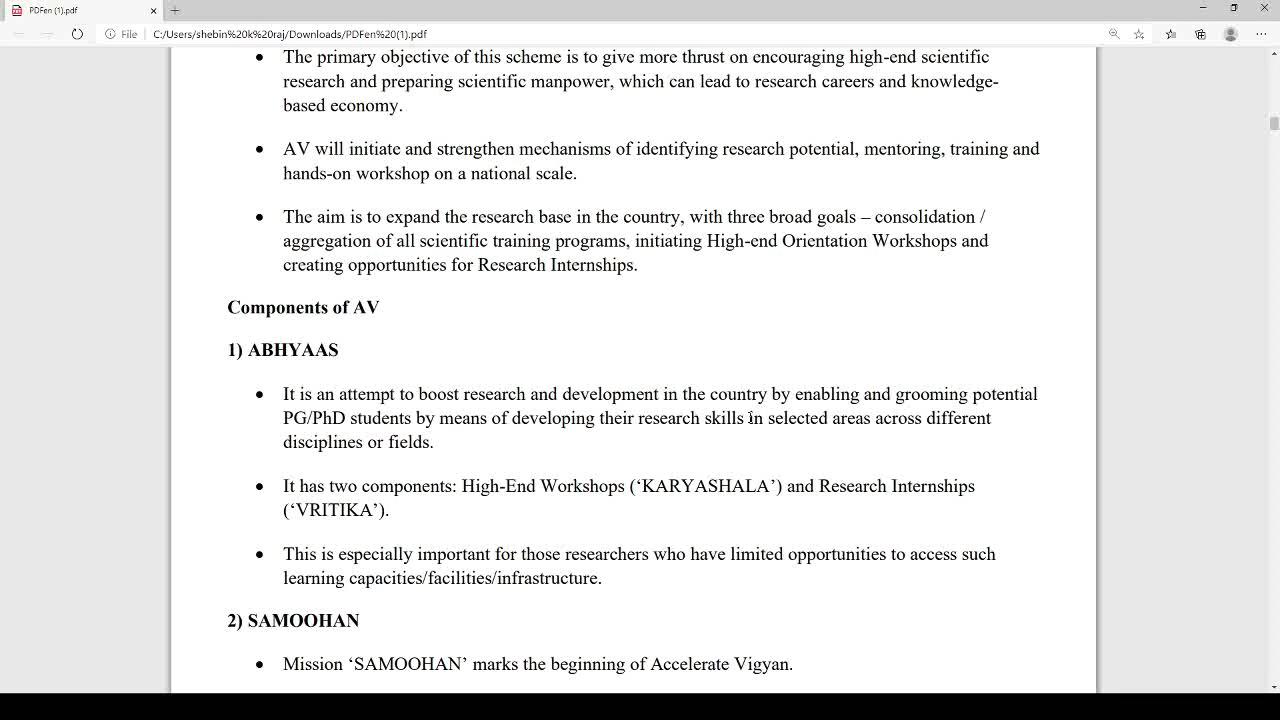 PDFen (1).pdf
File
C:/Users/shebin%20k%20raj/Downloads/PDFen%20(1).pdf
• The primary objective of this scheme is to give more thrust on encouraging high-end scientific
research and preparing scientific manpower, which can lead to research careers and knowledge-
based economy.
• AV will initiate and strengthen mechanisms of identifying research potential, mentoring, training and
hands-on workshop on a national scale.
• The aim is to expand the research base in the country, with three broad goals – consolidation /
aggregation of all scientific training programs, initiating High-end Orientation Workshops and
creating opportunities for Research Internships.
Components of AV
1) ABHYAAS
• It is an attempt to boost research and development in the country by enabling and grooming potential
PG/PhD students by means of developing their research skills in selected areas across different
disciplines or fields.
• It has two components: High-End Workshops (‘KARYASHALA’) and Research Internships
(‘VRITIKA’).
• This is especially important for those researchers who have limited opportunities to access such
learning capacities/facilities/infrastructure.
2) SAMOOHAN
• Mission ‘SAMOOHAN’ marks the beginning of Accelerate Vigyan.